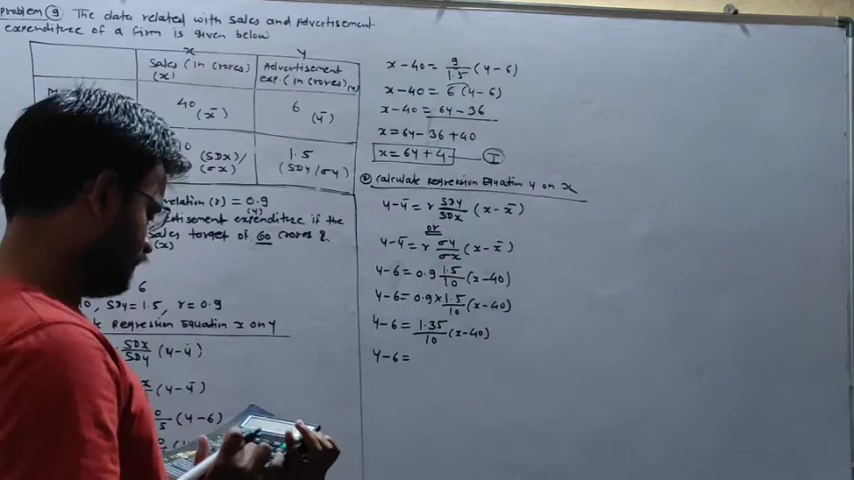 problem ⑨ The data related with sales and Advertisement
expenditure of a firm is given below
x Y
Sales (in crores) (x) Advertisement exp. (in crores) (y)
40 (x̄) 6 (ȳ)
(SDx)/(σx) 1.5 (SDy/σy)
relation (r) = 0.9
(y)
expenditure if the
sales target of 60 crores ?
(x)
6
, SDy = 1.5, r = 0.9
Regression Equation x on y
SDx/SDy (y-ȳ)
(y-ȳ)
(y-6)
x-40 = 9/1.5 (y-6)
x-40 = 6 (y-6)
x-40 = 6y-36
x = 6y-36+40
x = 6y+4 I
② calculate regression Equation y on x
y-ȳ = r SDy/SDx (x-x̄)
or
y-ȳ = r σy/σx (x-x̄)
y-6 = 0.9 1.5/10 (x-40)
y-6 = 0.9 x 1.5/10 (x-40)
y-6 = 1.35/10 (x-40)
y-6 =